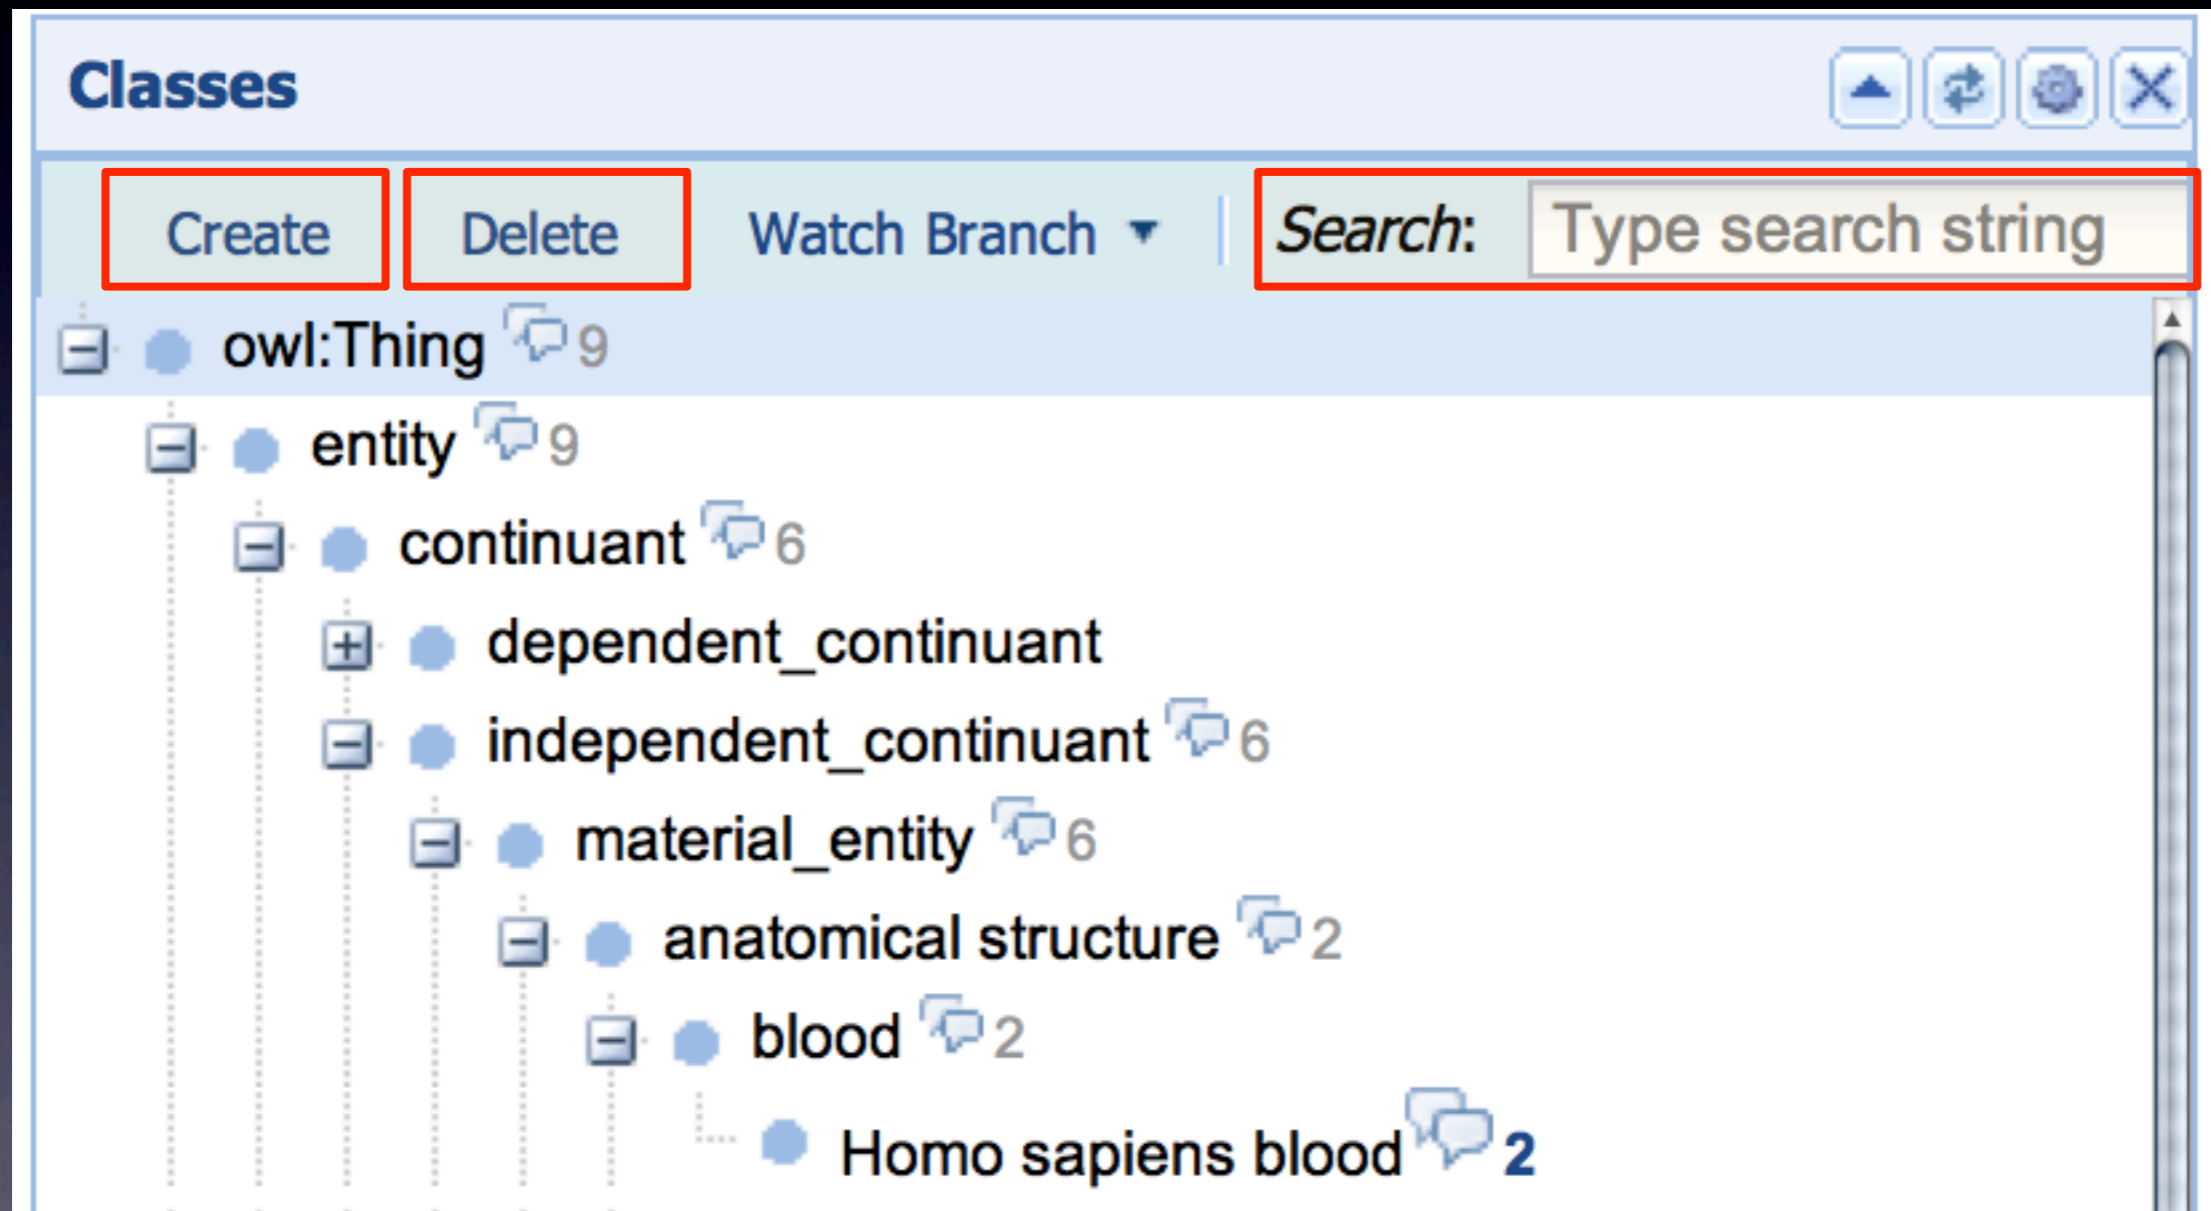 Classes
Create Delete Watch Branch Search: Type search string
owl:Thing 9
entity 9
continuant 6
dependent_continuant
independent_continuant 6
material_entity 6
anatomical structure 2
blood 2
Homo sapiens blood 2